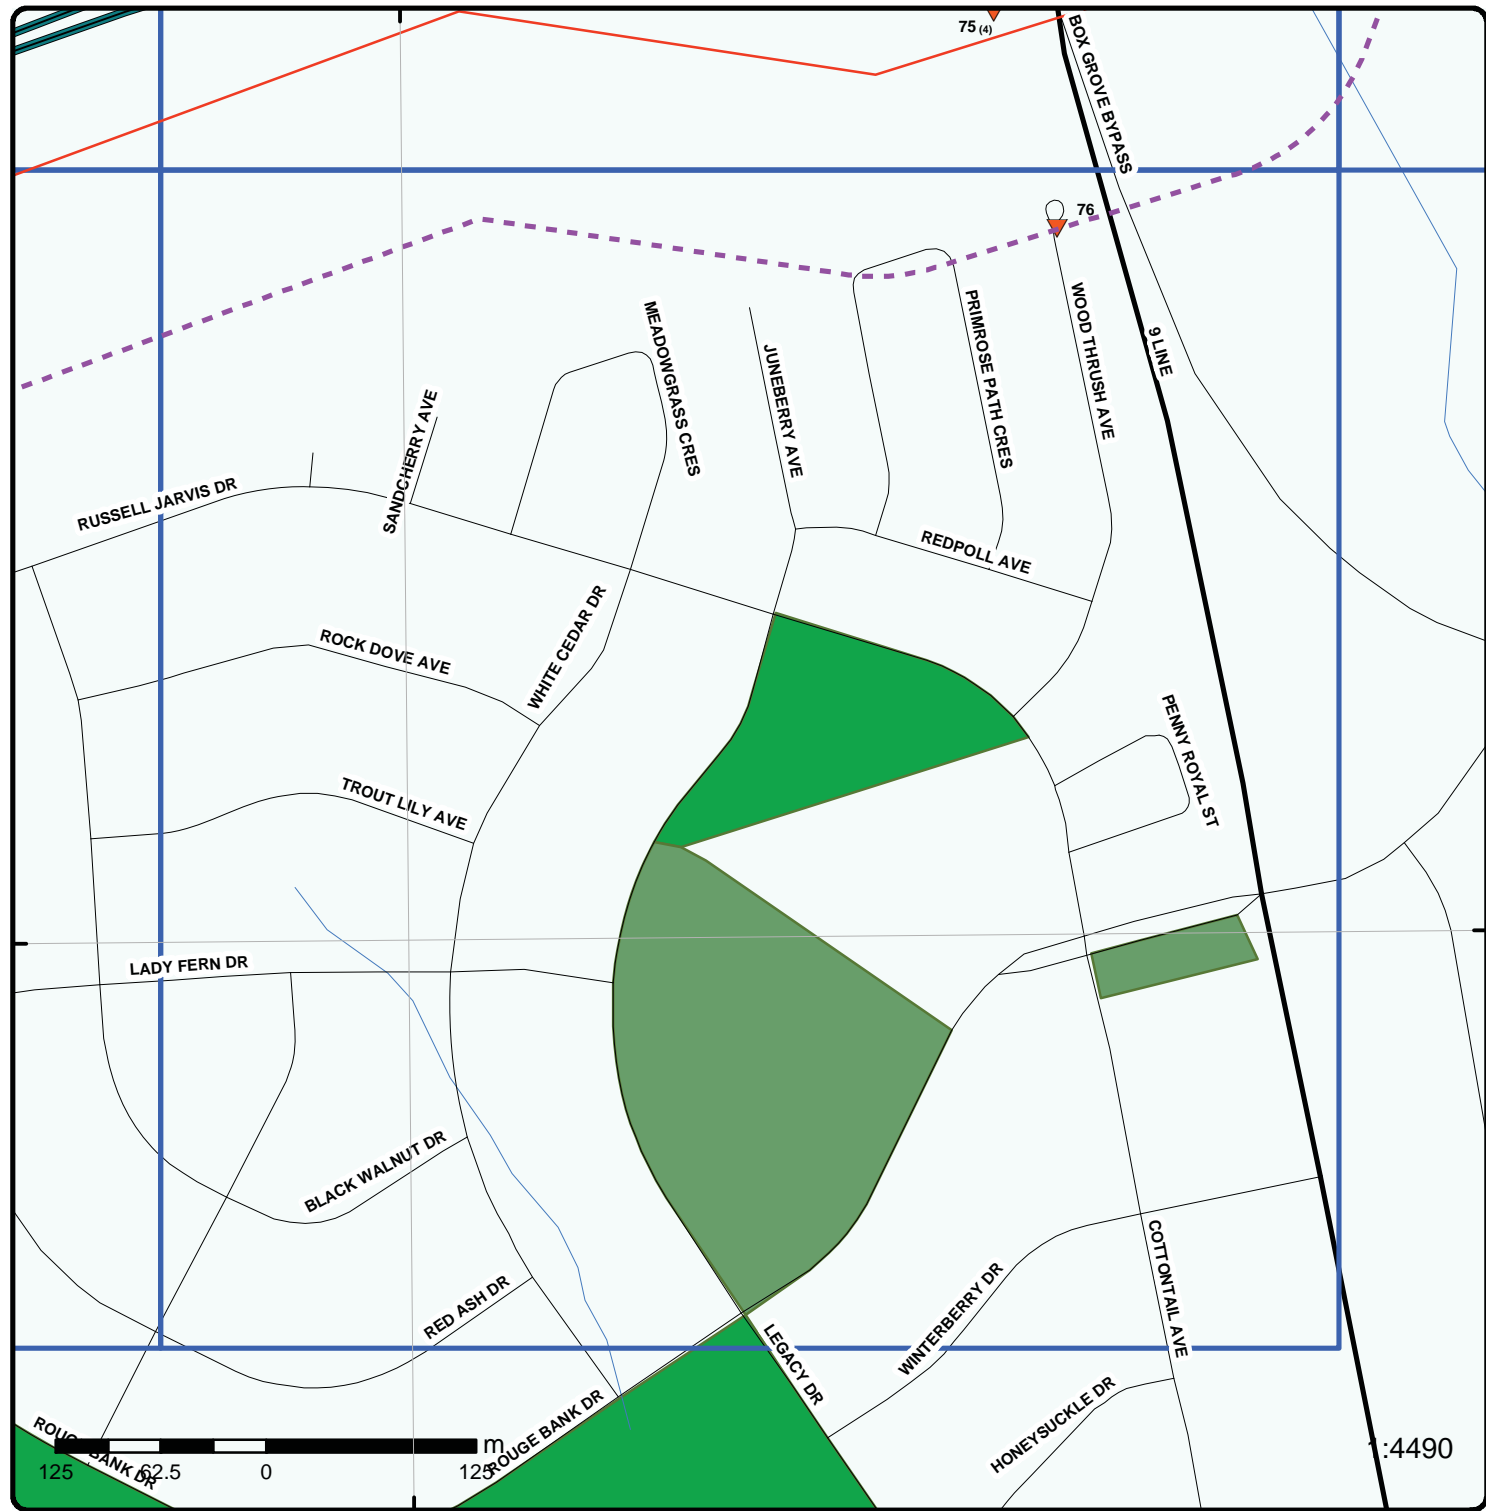 75 (4)
BOX GROVE BYPASS
76
9 LINE
WOOD THRUSH AVE
PRIMROSE PATH CRES
MEADOWGRASS CRES
JUNEBERRY AVE
SANDCHERRY AVE
RUSSELL JARVIS DR
REDPOLL AVE
WHITE CEDAR DR
ROCK DOVE AVE
PENNY ROYAL ST
TROUT LILY AVE
LADY FERN DR
BLACK WALNUT DR
COTTONTAIL AVE
RED ASH DR
WINTERBERRY DR
LEGACY DR
HONEYSUCKLE DR
ROUGE BANK DR
ROUGE BANK DR
m
125 62.5 0 125
1:4490